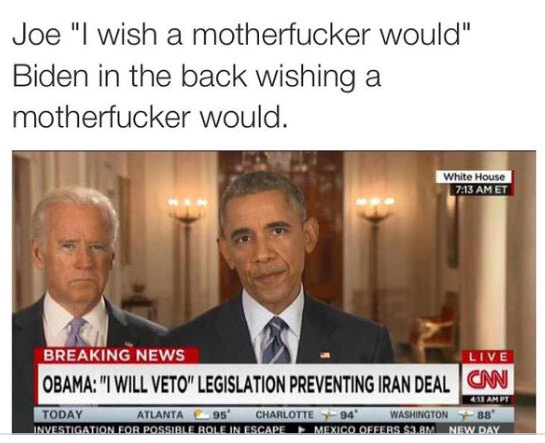 Joe "I wish a motherfucker would"
Biden in the back wishing a
motherfucker would.
White House
7:13 AM ET
BREAKING NEWS
LIVE
OBAMA: "I WILL VETO" LEGISLATION PREVENTING IRAN DEAL
CNN
4:13 AM PT
TODAY ATLANTA 95° CHARLOTTE 94° WASHINGTON 88°
INVESTIGATION FOR POSSIBLE ROLE IN ESCAPE MEXICO OFFERS $3.8M NEW DAY